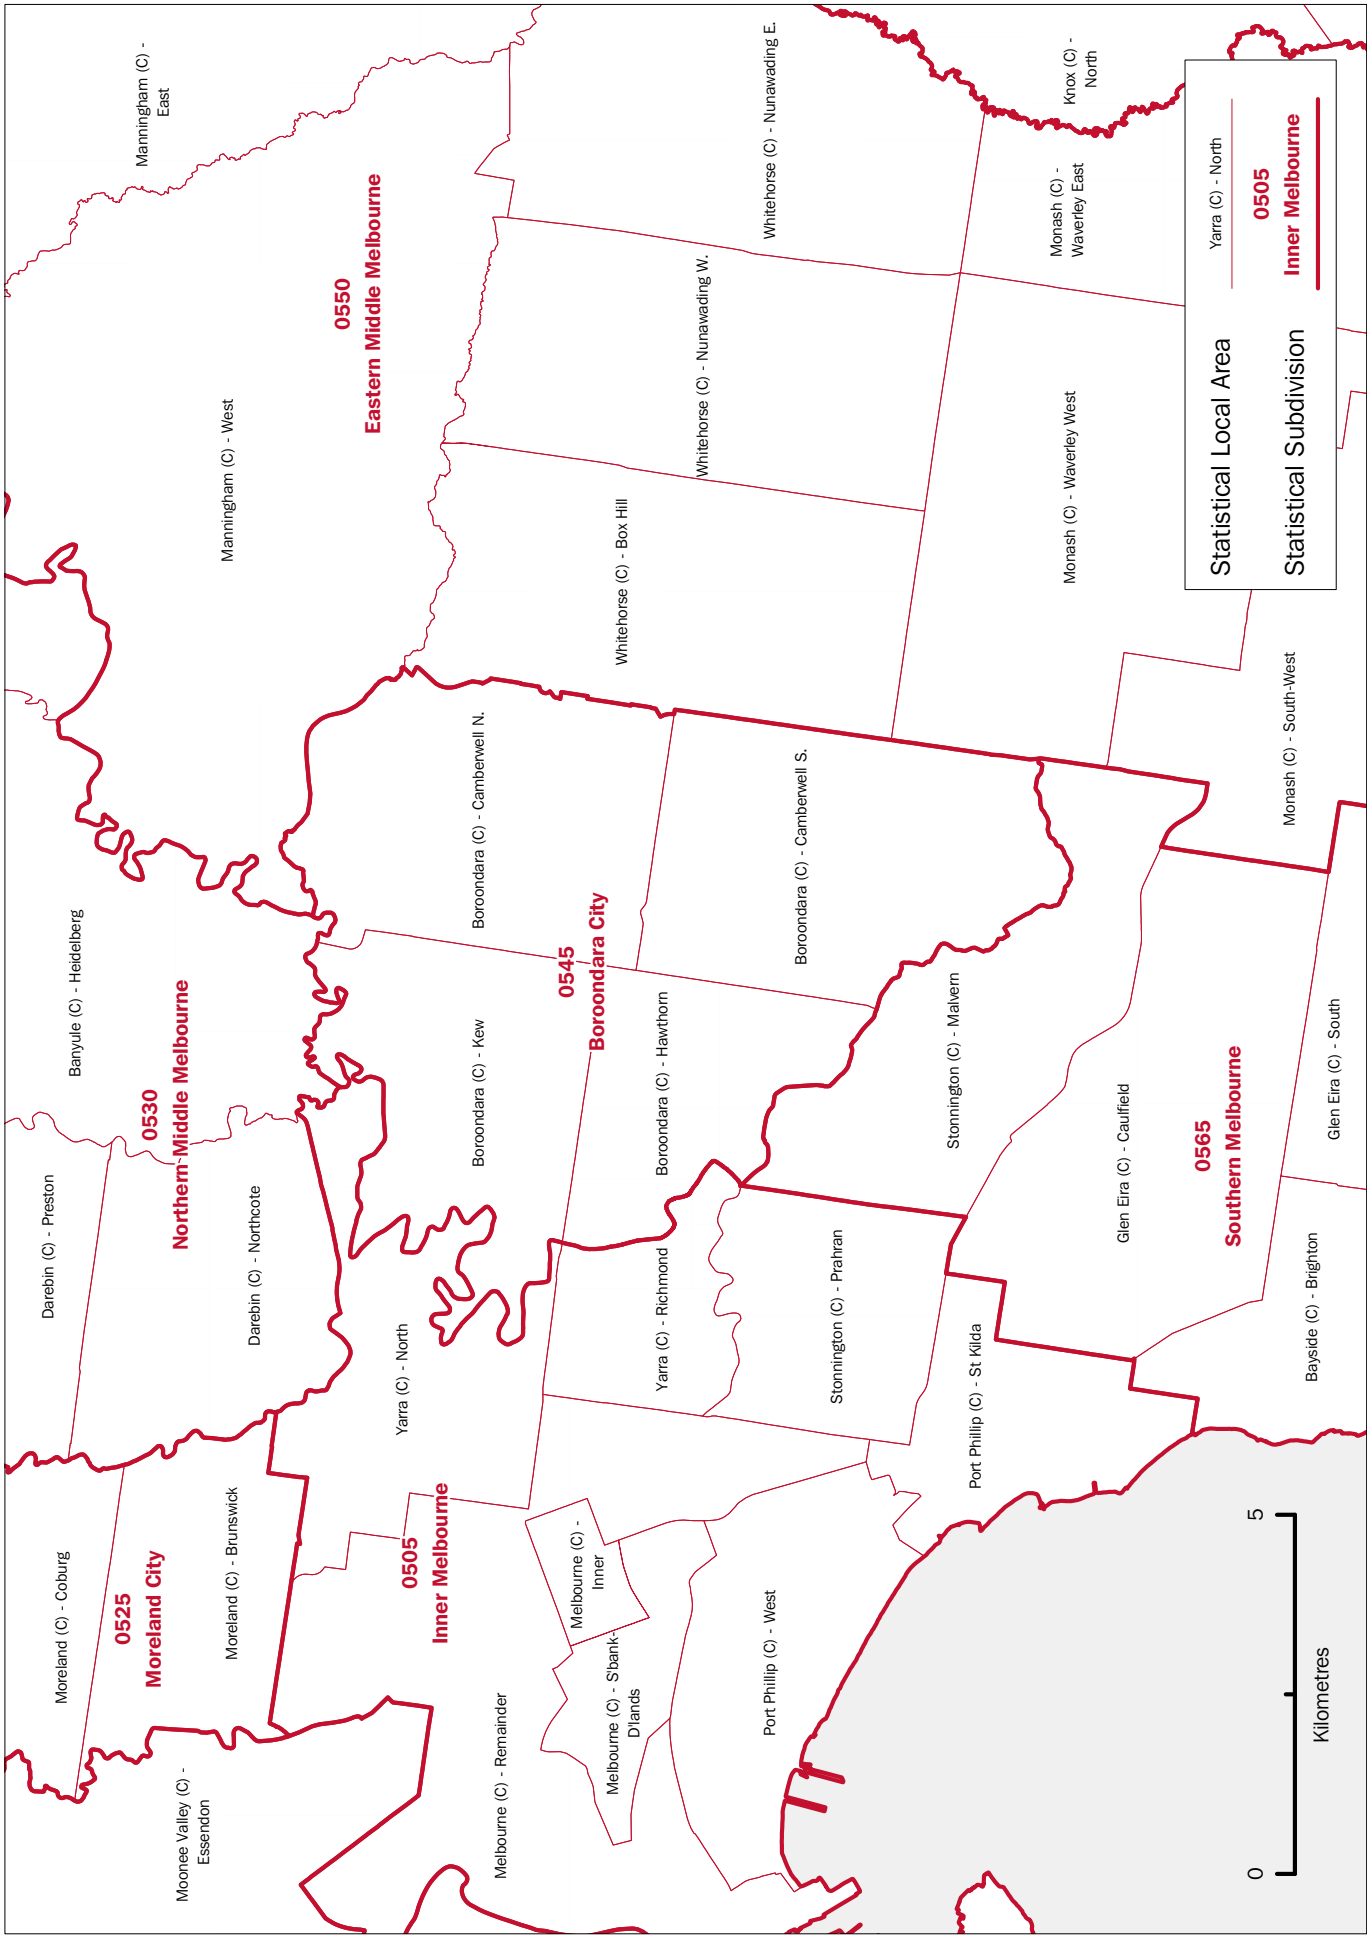 Moonee Valley (C) -
Essendon
Moreland (C) - Coburg
0525
Moreland City
Moreland (C) - Brunswick
Darebin (C) - Preston
Darebin (C) - Northcote
0530
Northern Middle Melbourne
Banyule (C) - Heidelberg
Manningham (C) - West
Manningham (C) -
East
0550
Eastern Middle Melbourne
0505
Inner Melbourne
Yarra (C) - North
Boroondara (C) - Kew
Boroondara (C) - Camberwell N.
0545
Boroondara City
Melbourne (C) - Remainder
Melbourne (C) -
Inner
Melbourne (C) - S'bank-
D'lands
Yarra (C) - Richmond
Boroondara (C) - Hawthorn
Boroondara (C) - Camberwell S.
Whitehorse (C) - Box Hill
Whitehorse (C) - Nunawading W.
Whitehorse (C) - Nunawading E.
Port Phillip (C) - West
Stonnington (C) - Prahran
Stonnington (C) - Malvern
Port Phillip (C) - St Kilda
Glen Eira (C) - Caulfield
Monash (C) - Waverley West
Monash (C) -
Waverley East
Knox (C) -
North
0565
Southern Melbourne
Bayside (C) - Brighton
Glen Eira (C) - South
Monash (C) - South-West
0
5
Kilometres
Statistical Local Area
Yarra (C) - North
Statistical Subdivision
0505
Inner Melbourne